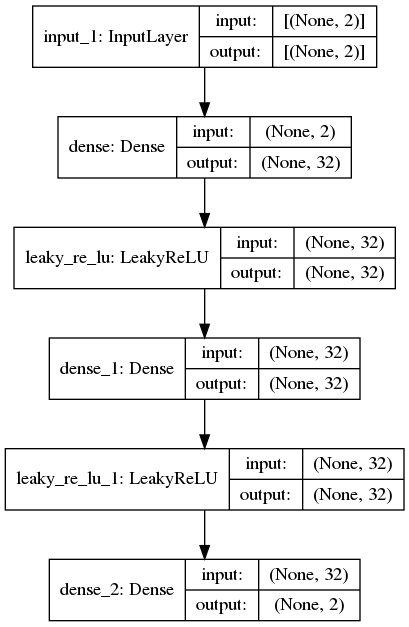 input_1: InputLayer
input: [(None, 2)]
output: [(None, 2)]
dense: Dense
input: (None, 2)
output: (None, 32)
leaky_re_lu: LeakyReLU
input: (None, 32)
output: (None, 32)
dense_1: Dense
input: (None, 32)
output: (None, 32)
leaky_re_lu_1: LeakyReLU
input: (None, 32)
output: (None, 32)
dense_2: Dense
input: (None, 32)
output: (None, 2)